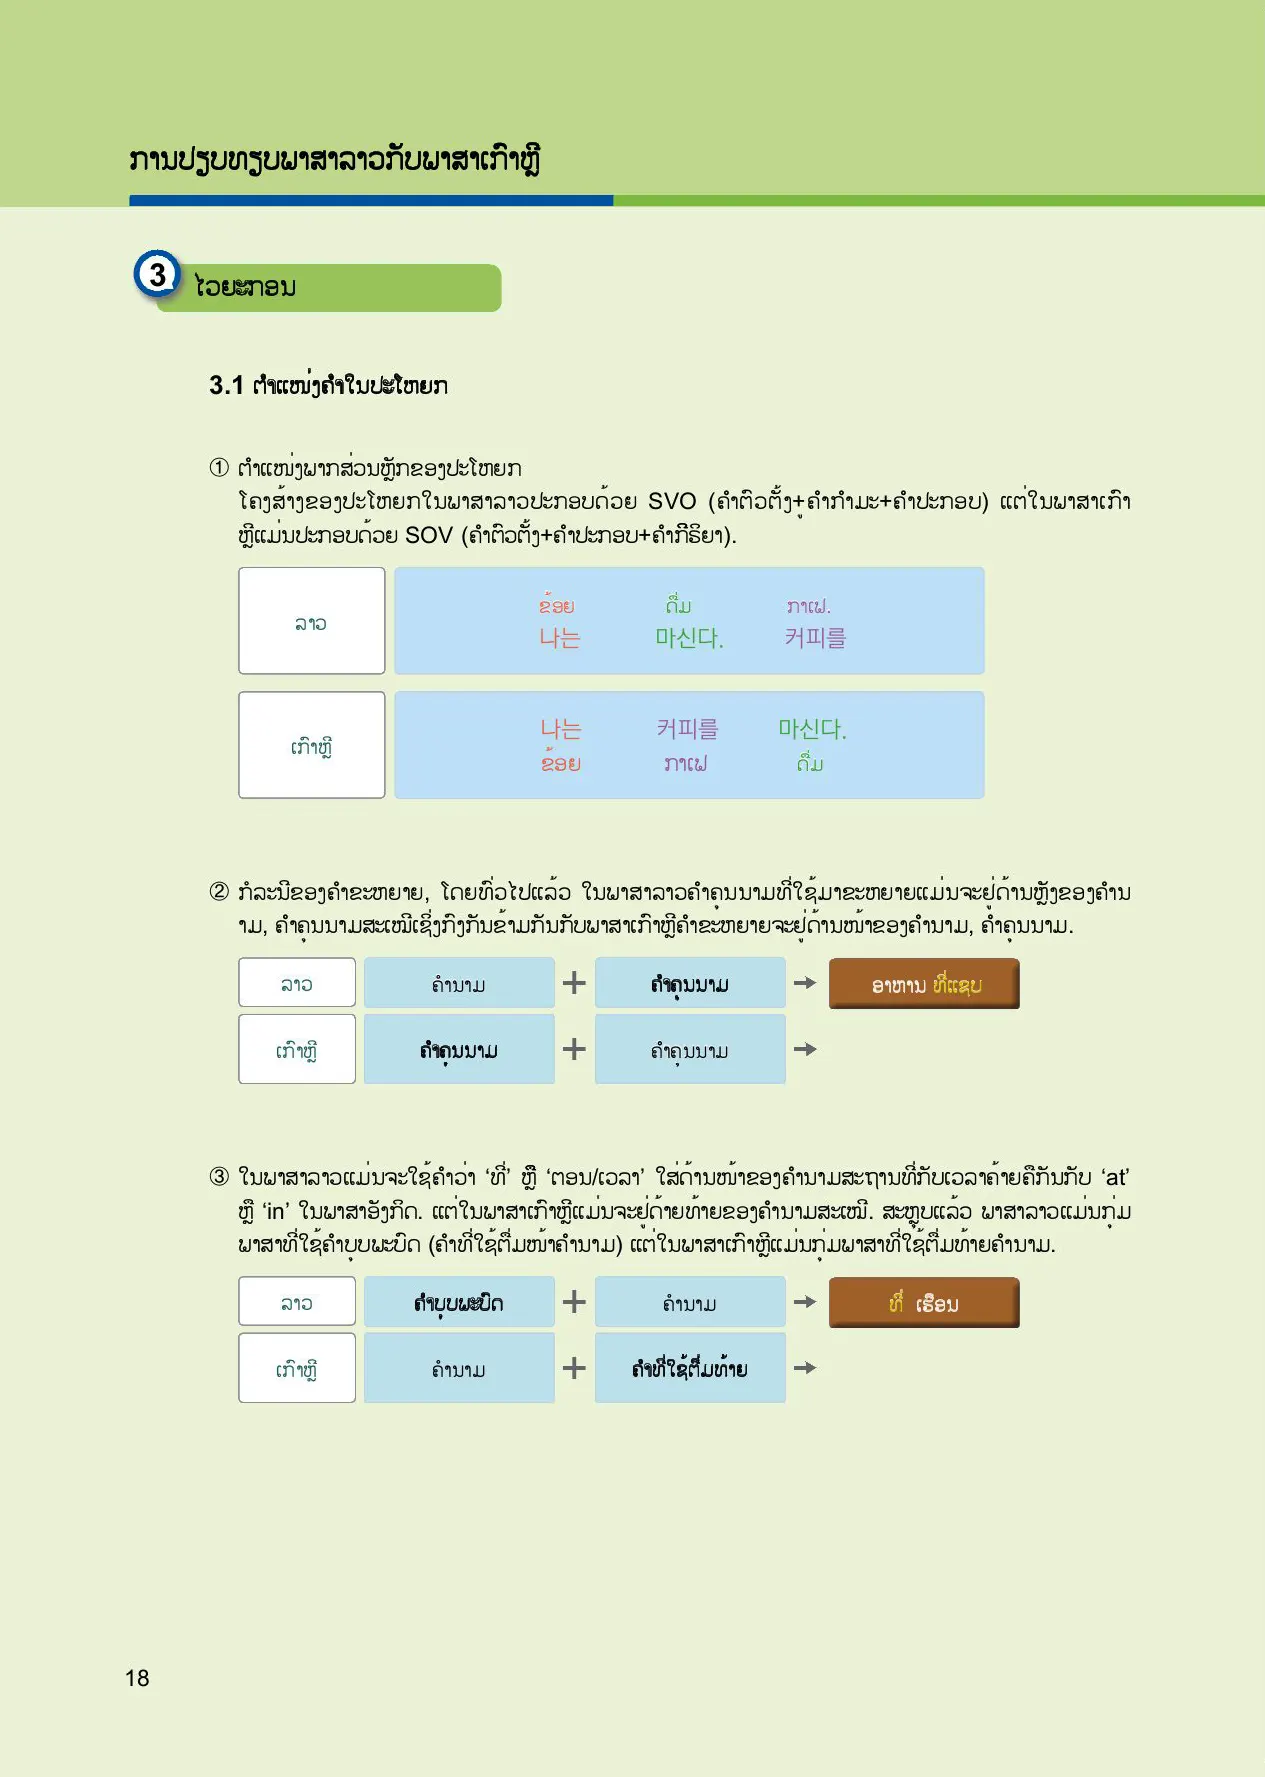 ການປຽບທຽບພາສາລາວກັບພາສາເກົາຫຼີ
3 ໄວຍະກອນ
3.1 ຕຳແໜ່ງຄຳໃນປະໂຫຍກ
① ຕຳແໜ່ງພາກສ່ວນຫຼັກຂອງປະໂຫຍກ
ໂຄງສ້າງຂອງປະໂຫຍກໃນພາສາລາວປະກອບດ້ວຍ SVO (ຄຳຕົວຕັ້ງ+ູຄຳກຳມະ+ຄຳປະກອບ) ແຕ່ໃນພາສາເກົາ
ຫຼີແມ່ນປະກອບດ້ວຍ SOV (ຄຳຕົວຕັ້ງ+ຄຳປະກອບ+ຄຳກີຣິຍາ).
ລາວ
ຂ້ອຍ ດື່ມ ກາເຟ.
나는 마신다. 커피를
ເກົາຫຼີ
나는 커피를 마신다.
ຂ້ອຍ ກາເຟ ດື່ມ
② ກໍລະນີຂອງຄຳຂະຫຍາຍ, ໂດຍທົ່ວໄປແລ້ວ ໃນພາສາລາວຄຳຄຸນນາມທີ່ໃຊ້ມາຂະຫຍາຍແມ່ນຈະຢູ່ດ້ານຫຼັງຂອງຄຳນ
າມ, ຄຳຄຸນນາມສະເໝີເຊິ່ງກົງກັນຂ້າມກັນກັບພາສາເກົາຫຼີຄຳຂະຫຍາຍຈະຢູ່ດ້ານໜ້າຂອງຄຳນາມ, ຄຳຄຸນນາມ.
ລາວ ຄຳນາມ + ຄຳຄຸນນາມ → ອາຫານ ທີ່ແຊບ
ເກົາຫຼີ ຄຳຄຸນນາມ + ຄຳຄຸນນາມ →
③ ໃນພາສາລາວແມ່ນຈະໃຊ້ຄຳວ່າ ‘ທີ່’ ຫຼື ‘ຕອນ/ເວລາ’ ໃສ່ດ້ານໜ້າຂອງຄຳນາມສະຖານທີ່ກັບເວລາຄ້າຍຄືກັນກັບ ‘at’
ຫຼື ‘in’ ໃນພາສາອັງກິດ. ແຕ່ໃນພາສາເກົາຫຼີແມ່ນຈະຢູ່ດ້າຍທ້າຍຂອງຄຳນາມສະເໝີ. ສະຫຼຸບແລ້ວ ພາສາລາວແມ່ນກຸ່ມ
ພາສາທີ່ໃຊ້ຄຳບຸບພະບົດ (ຄຳທີ່ໃຊ້ຕື່ມໜ້າຄຳນາມ) ແຕ່ໃນພາສາເກົາຫຼີແມ່ນກຸ່ມພາສາທີ່ໃຊ້ຕື່ມທ້າຍຄຳນາມ.
ລາວ ຄຳບຸບພະບົດ + ຄຳນາມ → ທີ່ ເຮືອນ
ເກົາຫຼີ ຄຳນາມ + ຄຳທີ່ໃຊ້ຕື່ມທ້າຍ →
18